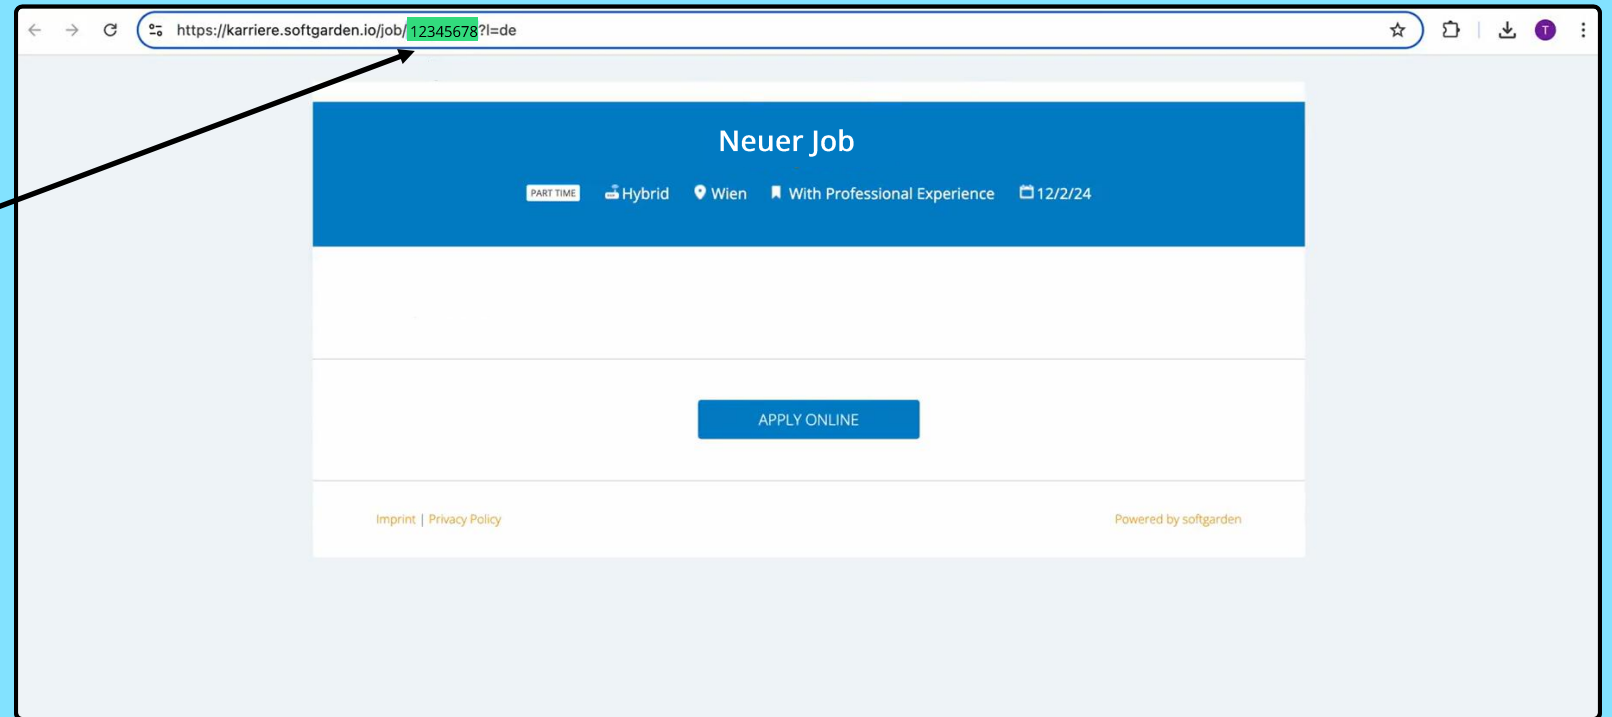 https://karriere.softgarden.io/job/12345678?l=de
T
Neuer Job
PART TIME Hybrid Wien With Professional Experience 12/2/24
APPLY ONLINE
Imprint | Privacy Policy Powered by softgarden